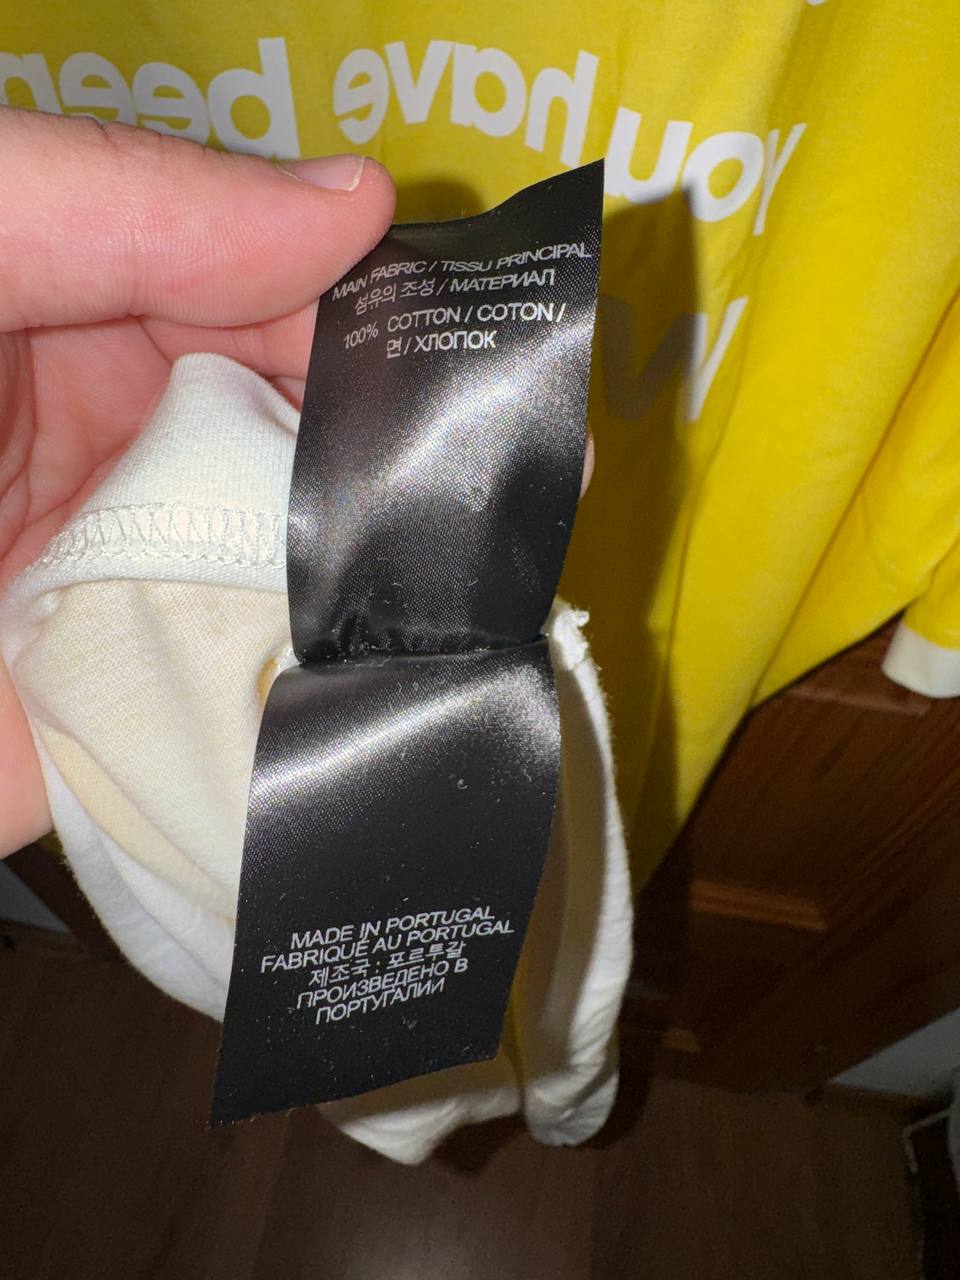 you have been
W
MAIN FABRIC / TISSU PRINCIPAL
섬유의 조성 / МАТЕРИАЛ
100% COTTON / COTON /
면 / ХЛОПОК
MADE IN PORTUGAL
FABRIQUÉ AU PORTUGAL
제조국 : 포르투갈
ПРОИЗВЕДЕНО В
ПОРТУГАЛИИ